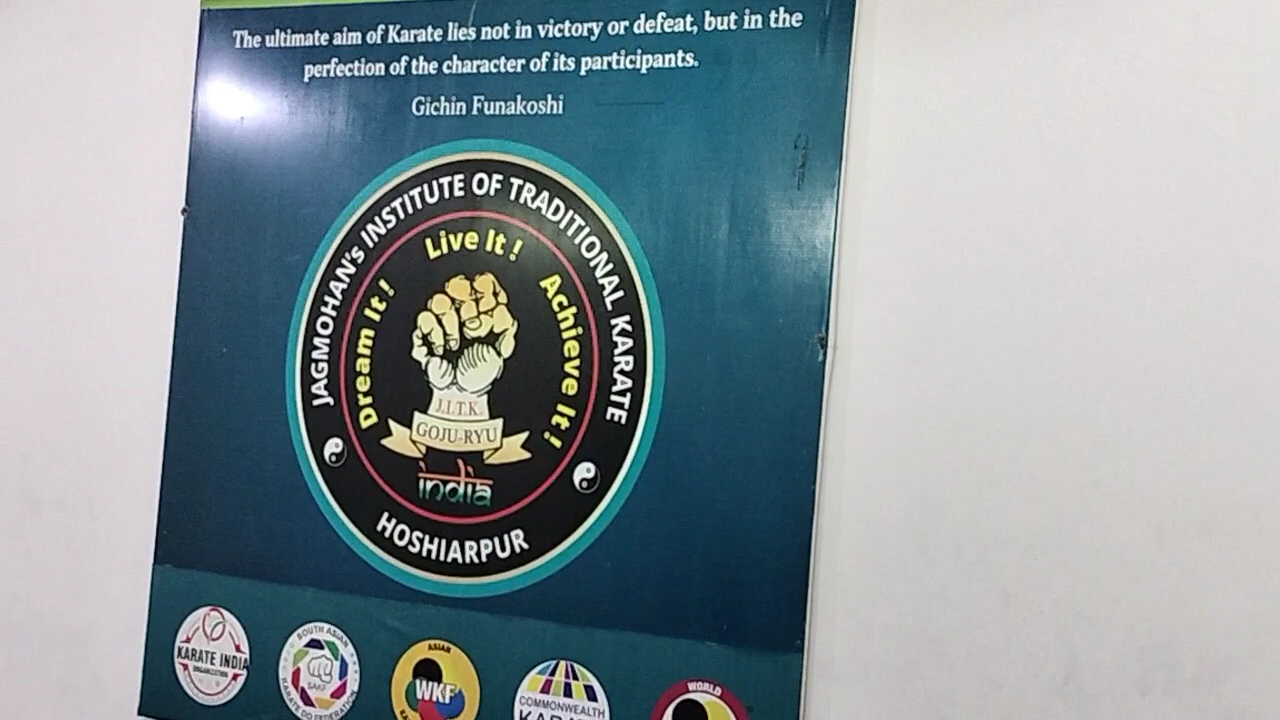 The ultimate aim of Karate lies not in victory or defeat, but in the
perfection of the character of its participants.
Gichin Funakoshi
JAGMOHAN's INSTITUTE OF TRADITIONAL KARATE
Dream It! Live It! Achieve It!
J.I.T.K.
GOJU-RYU
india
HOSHIARPUR
KARATE INDIA
ORGANIZATION
SOUTH ASIAN
SAKF
KARATE DO FEDERATION
ASIAN
WKF
COMMONWEALTH
WORLD